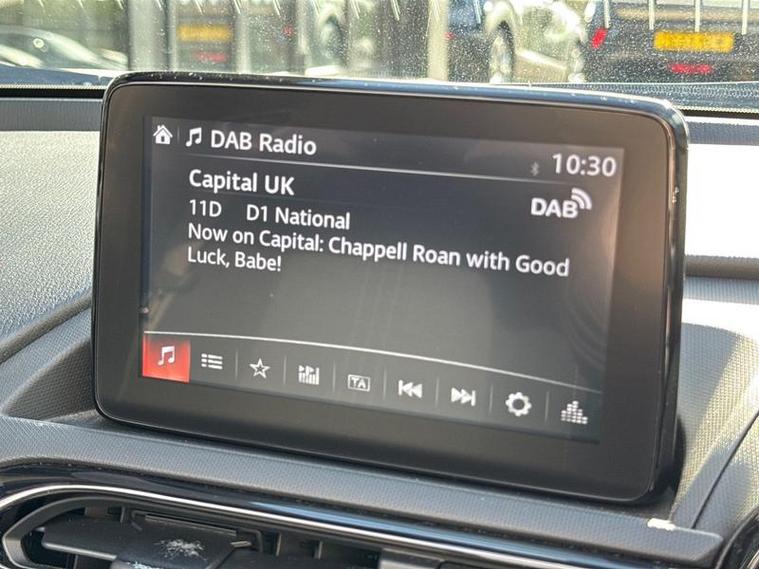 DAB Radio
10:30
Capital UK
DAB
11D D1 National
Now on Capital: Chappell Roan with Good
Luck, Babe!
TA